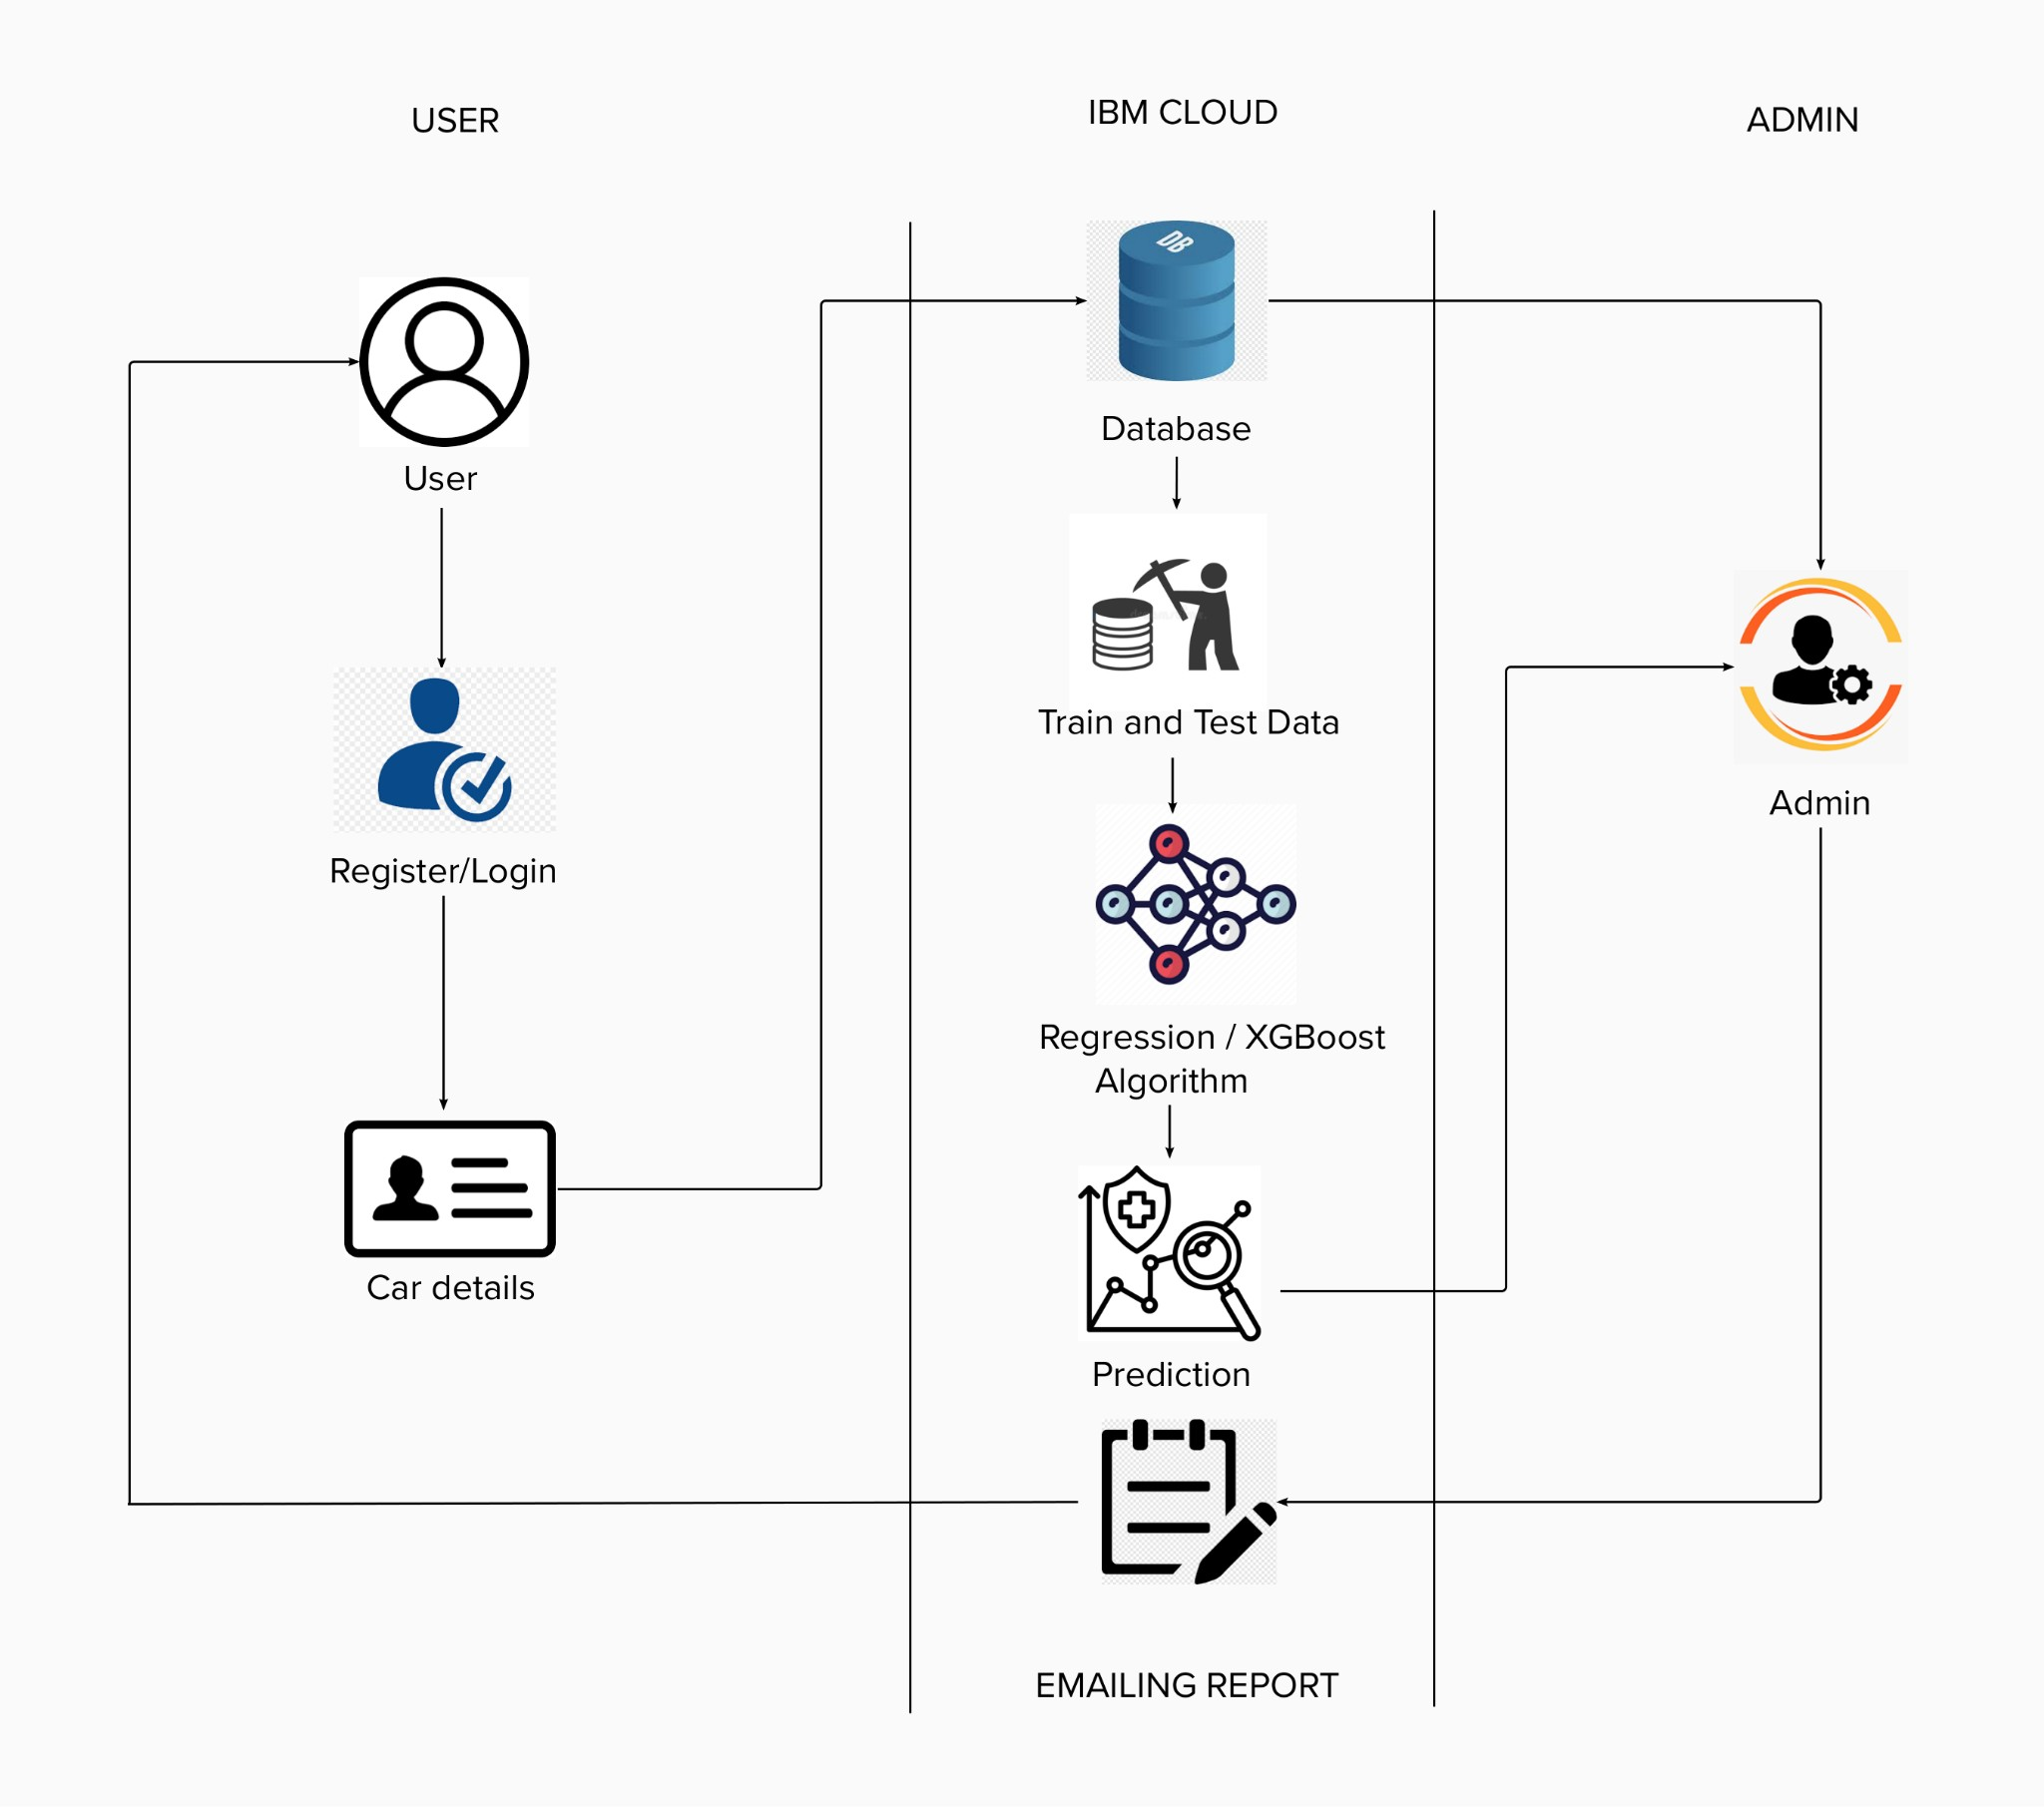 USER
IBM CLOUD
ADMIN
DB
Database
User
Train and Test Data
Admin
Register/Login
Regression / XGBoost
Algorithm
Car details
Prediction
EMAILING REPORT